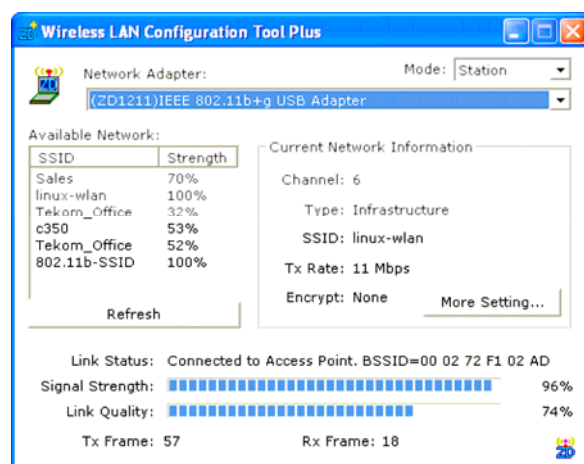 Wireless LAN Configuration Tool Plus
Network Adapter:
Mode: Station
(ZD1211)IEEE 802.11b+g USB Adapter
Available Network:
SSID Strength
Sales 70%
linux-wlan 100%
Tekom_Office 32%
c350 53%
Tekom_Office 52%
802.11b-SSID 100%
Refresh
Current Network Information
Channel: 6
Type: Infrastructure
SSID: linux-wlan
Tx Rate: 11 Mbps
Encrypt: None
More Setting...
Link Status: Connected to Access Point. BSSID=00 02 72 F1 02 AD
Signal Strength: 96%
Link Quality: 74%
Tx Frame: 57 Rx Frame: 18
ZD